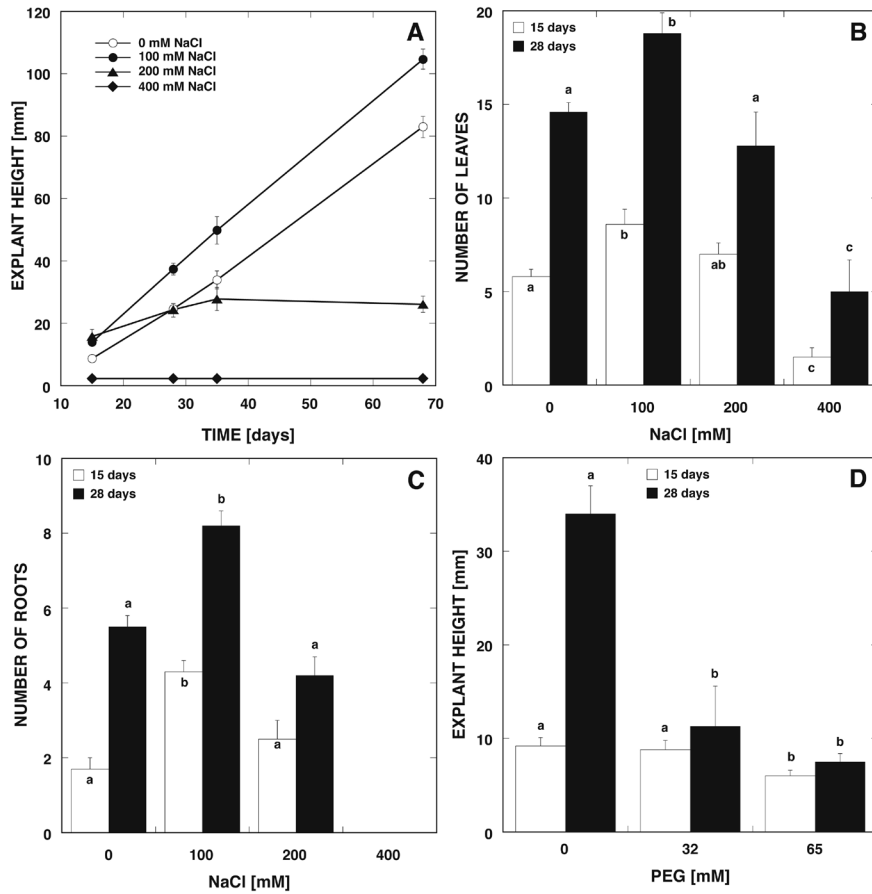 A
0 mM NaCl
100 mM NaCl
200 mM NaCl
400 mM NaCl
EXPLANT HEIGHT [mm]
120
100
80
60
40
20
0
10 20 30 40 50 60 70
TIME [days]
B
15 days
28 days
NUMBER OF LEAVES
20
15
10
5
0
a
a
b
b
ab
a
c
c
0 100 200 400
NaCl [mM]
C
15 days
28 days
NUMBER OF ROOTS
10
8
6
4
2
0
a
a
b
b
a
a
0 100 200 400
NaCl [mM]
D
15 days
28 days
EXPLANT HEIGHT [mm]
40
30
20
10
0
a
a
a
b
b
b
0 32 65
PEG [mM]